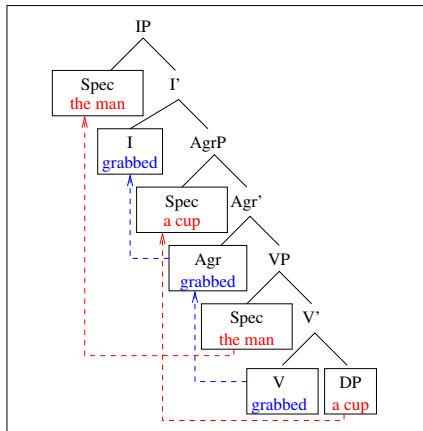 IP
Spec I'
the man
I AgrP
grabbed
Spec Agr'
a cup
Agr VP
grabbed
Spec V'
the man
V DP
grabbed a cup